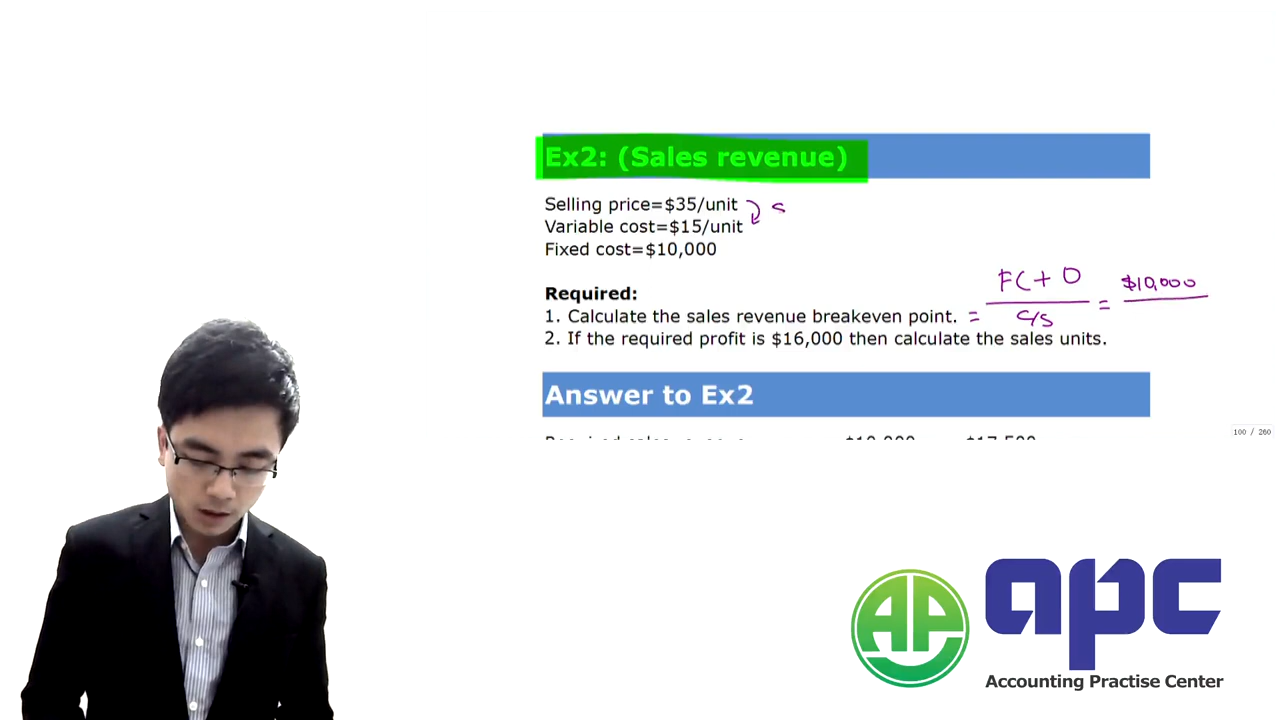 Ex2: (Sales revenue)
Selling price=$35/unit
Variable cost=$15/unit
Fixed cost=$10,000
Required:
1. Calculate the sales revenue breakeven point. = FC + 0 / C/S = $10,000
2. If the required profit is $16,000 then calculate the sales units.
Answer to Ex2
100 / 260
AP
apc
Accounting Practise Center